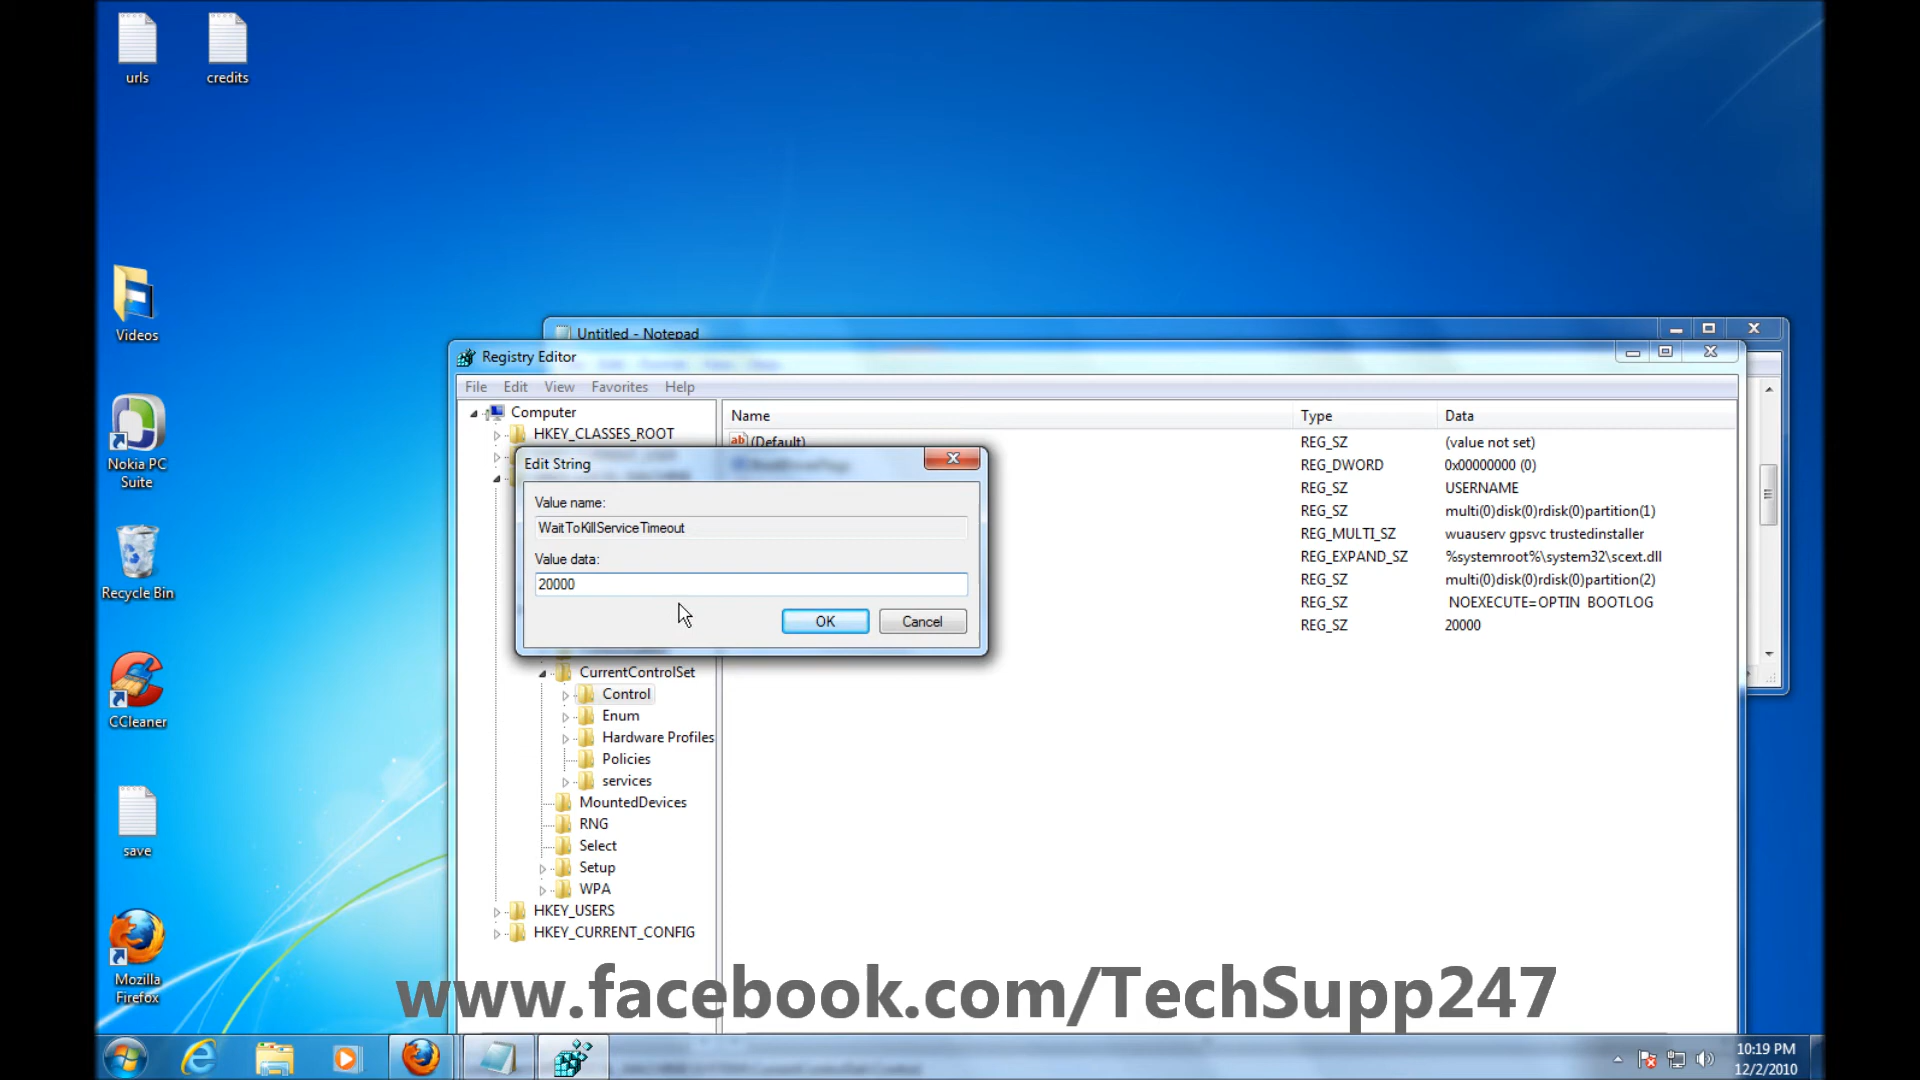 urls
credits
Videos
Nokia PC
Suite
Recycle Bin
CCleaner
save
Mozilla
Firefox
Untitled - Notepad
Registry Editor
File Edit View Favorites Help
Computer
HKEY_CLASSES_ROOT
CurrentControlSet
Control
Enum
Hardware Profiles
Policies
services
MountedDevices
RNG
Select
Setup
WPA
HKEY_USERS
HKEY_CURRENT_CONFIG
Name Type Data
ab (Default) REG_SZ (value not set)
REG_DWORD 0x00000000 (0)
REG_SZ USERNAME
REG_SZ multi(0)disk(0)rdisk(0)partition(1)
REG_MULTI_SZ wuauserv gpsvc trustedinstaller
REG_EXPAND_SZ %systemroot%\system32\scext.dll
REG_SZ multi(0)disk(0)rdisk(0)partition(2)
REG_SZ NOEXECUTE=OPTIN BOOTLOG
REG_SZ 20000
Edit String
Value name:
WaitToKillServiceTimeout
Value data:
20000
OK Cancel
www.facebook.com/TechSupp247
10:19 PM
12/2/2010